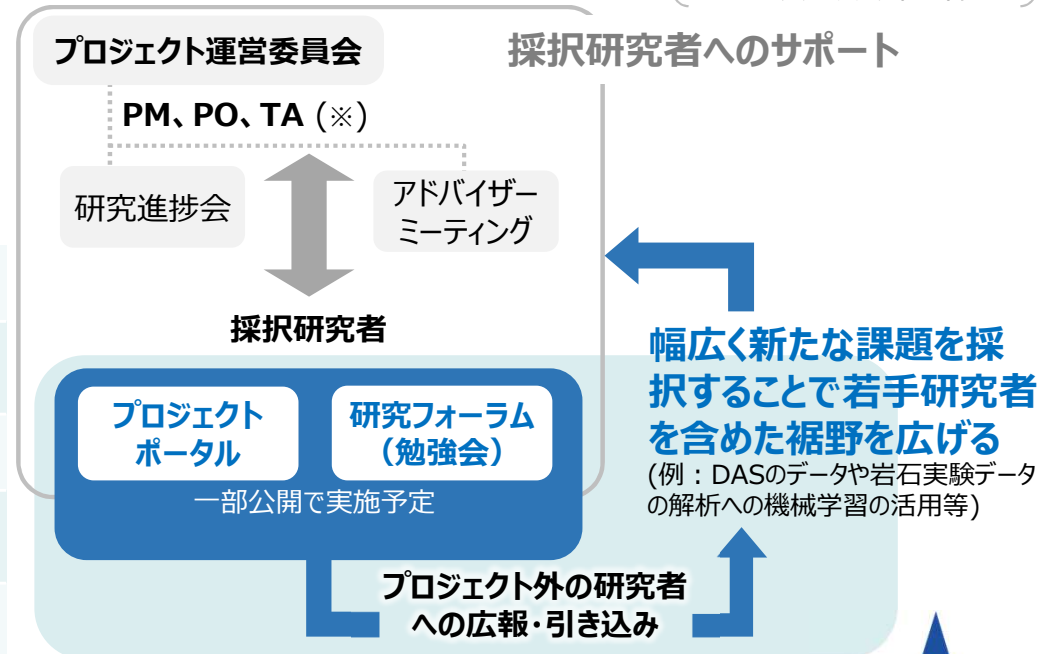 プロジェクト運営委員会
採択研究者へのサポート
PM、PO、TA (※)
研究進捗会
アドバイザー
ミーティング
採択研究者
プロジェクト
ポータル
研究フォーラム
(勉強会)
一部公開で実施予定
幅広く新たな課題を採
択することで若手研究者
を含めた裾野を広げる
(例：DASのデータや岩石実験データ
の解析への機械学習の活用等)
プロジェクト外の研究者
への広報・引き込み